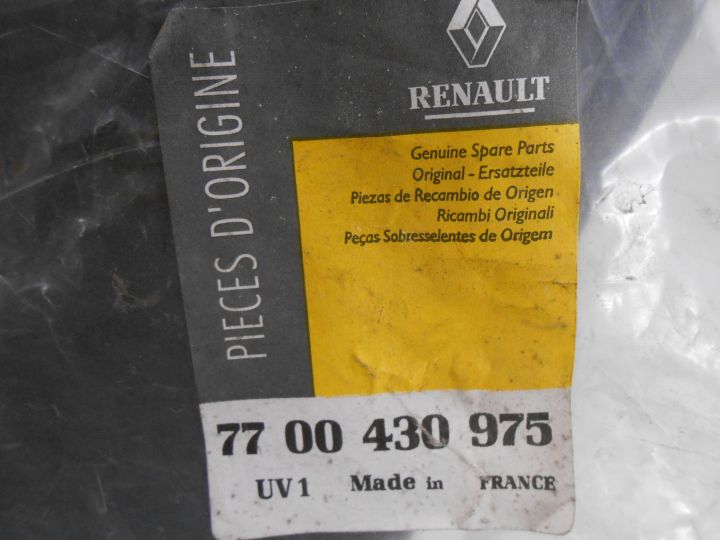 PIECES D'ORIGINE
RENAULT
Genuine Spare Parts
Original - Ersatzteile
Piezas de Recambio de Origen
Ricambi Originali
Peças Sobresselentes de Origem
77 00 430 975
UV1 Made in FRANCE